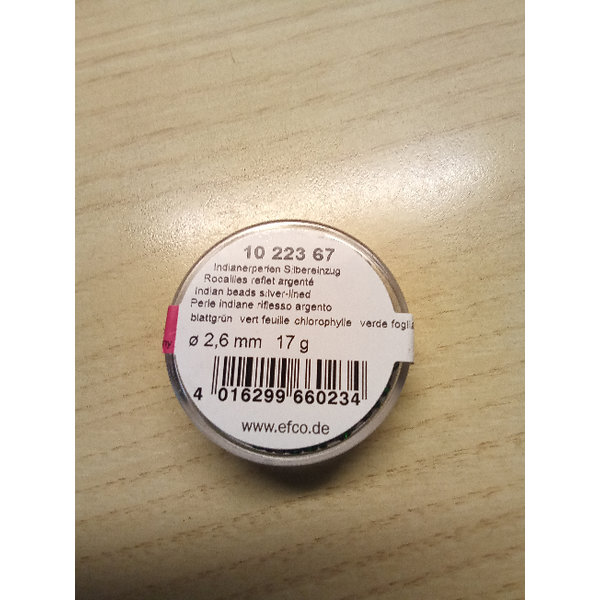 10 223 67
Indianerperlen Silbereinzug
Rocailles reflet argenté
Indian beads silver-lined
Perle indiane riflesso argento
blattgrün vert feuille chlorophylle verde foglia
ø 2,6 mm 17 g
4 016299 660234
www.efco.de